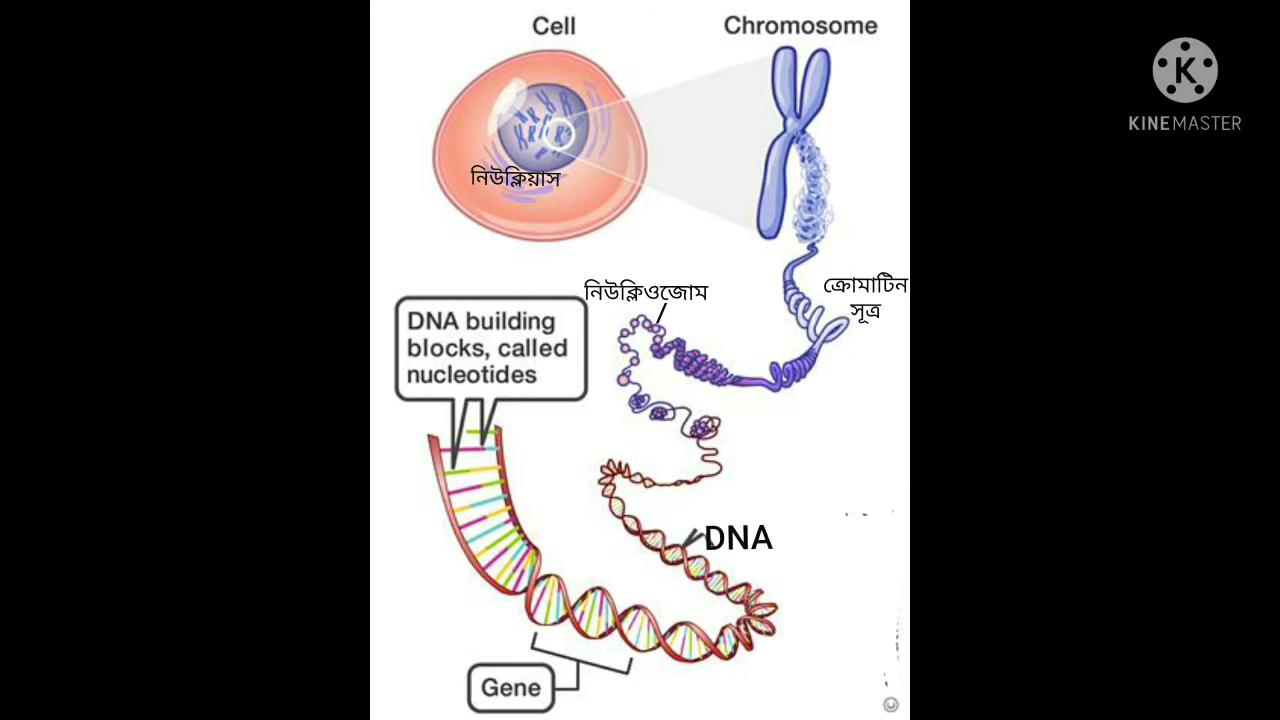 Cell
Chromosome
K
KINEMASTER
নিউক্লিয়াস
নিউক্লিওজোম
ক্রোমাটিন
সূত্র
DNA building
blocks, called
nucleotides
DNA
Gene